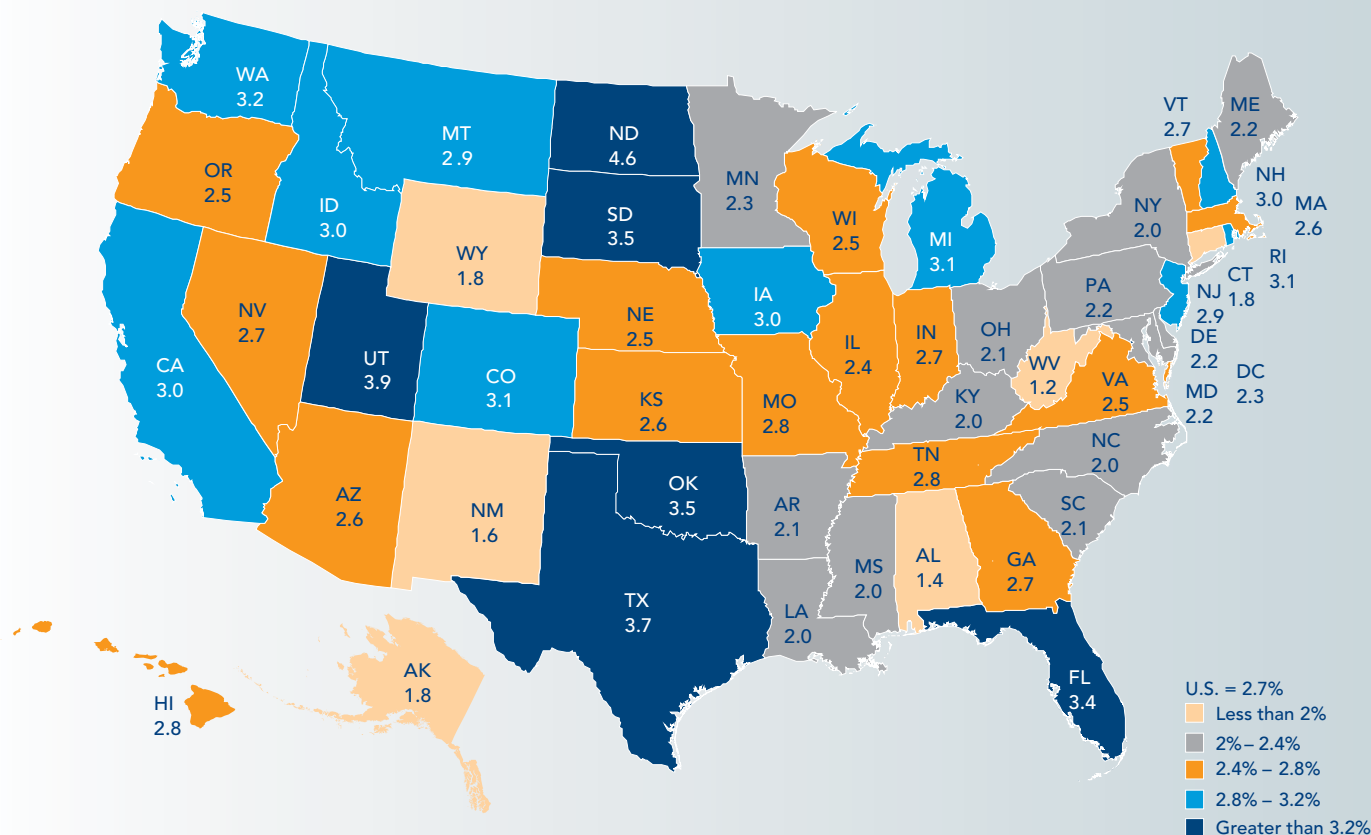 WA
3.2
MT
2.9
ND
4.6
MN
2.3
VT
2.7
ME
2.2
OR
2.5
ID
3.0
WY
1.8
SD
3.5
WI
2.5
MI
3.1
NY
2.0
NH
3.0
MA
2.6
RI
3.1
CT
1.8
NJ
2.9
PA
2.2
IA
3.0
NE
2.5
NV
2.7
UT
3.9
CO
3.1
CA
3.0
KS
2.6
MO
2.8
IL
2.4
IN
2.7
OH
2.1
WV
1.2
VA
2.5
DE
2.2
DC
2.3
MD
2.2
KY
2.0
NC
2.0
TN
2.8
SC
2.1
AZ
2.6
NM
1.6
OK
3.5
AR
2.1
MS
2.0
AL
1.4
GA
2.7
TX
3.7
LA
2.0
FL
3.4
AK
1.8
HI
2.8
U.S. = 2.7%
Less than 2%
2% – 2.4%
2.4% – 2.8%
2.8% – 3.2%
Greater than 3.2%